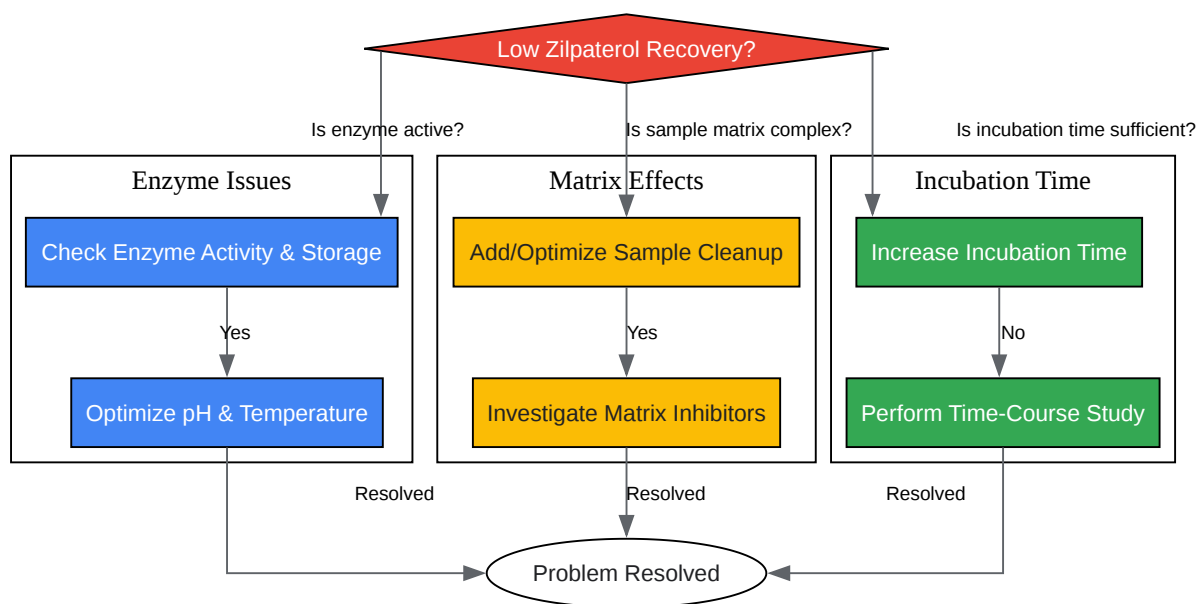 Low Zilpaterol Recovery?
Is enzyme active?
Is sample matrix complex?
Is incubation time sufficient?
Enzyme Issues
Matrix Effects
Incubation Time
Check Enzyme Activity & Storage
Add/Optimize Sample Cleanup
Increase Incubation Time
Yes
Yes
No
Optimize pH & Temperature
Investigate Matrix Inhibitors
Perform Time-Course Study
Resolved
Resolved
Resolved
Problem Resolved